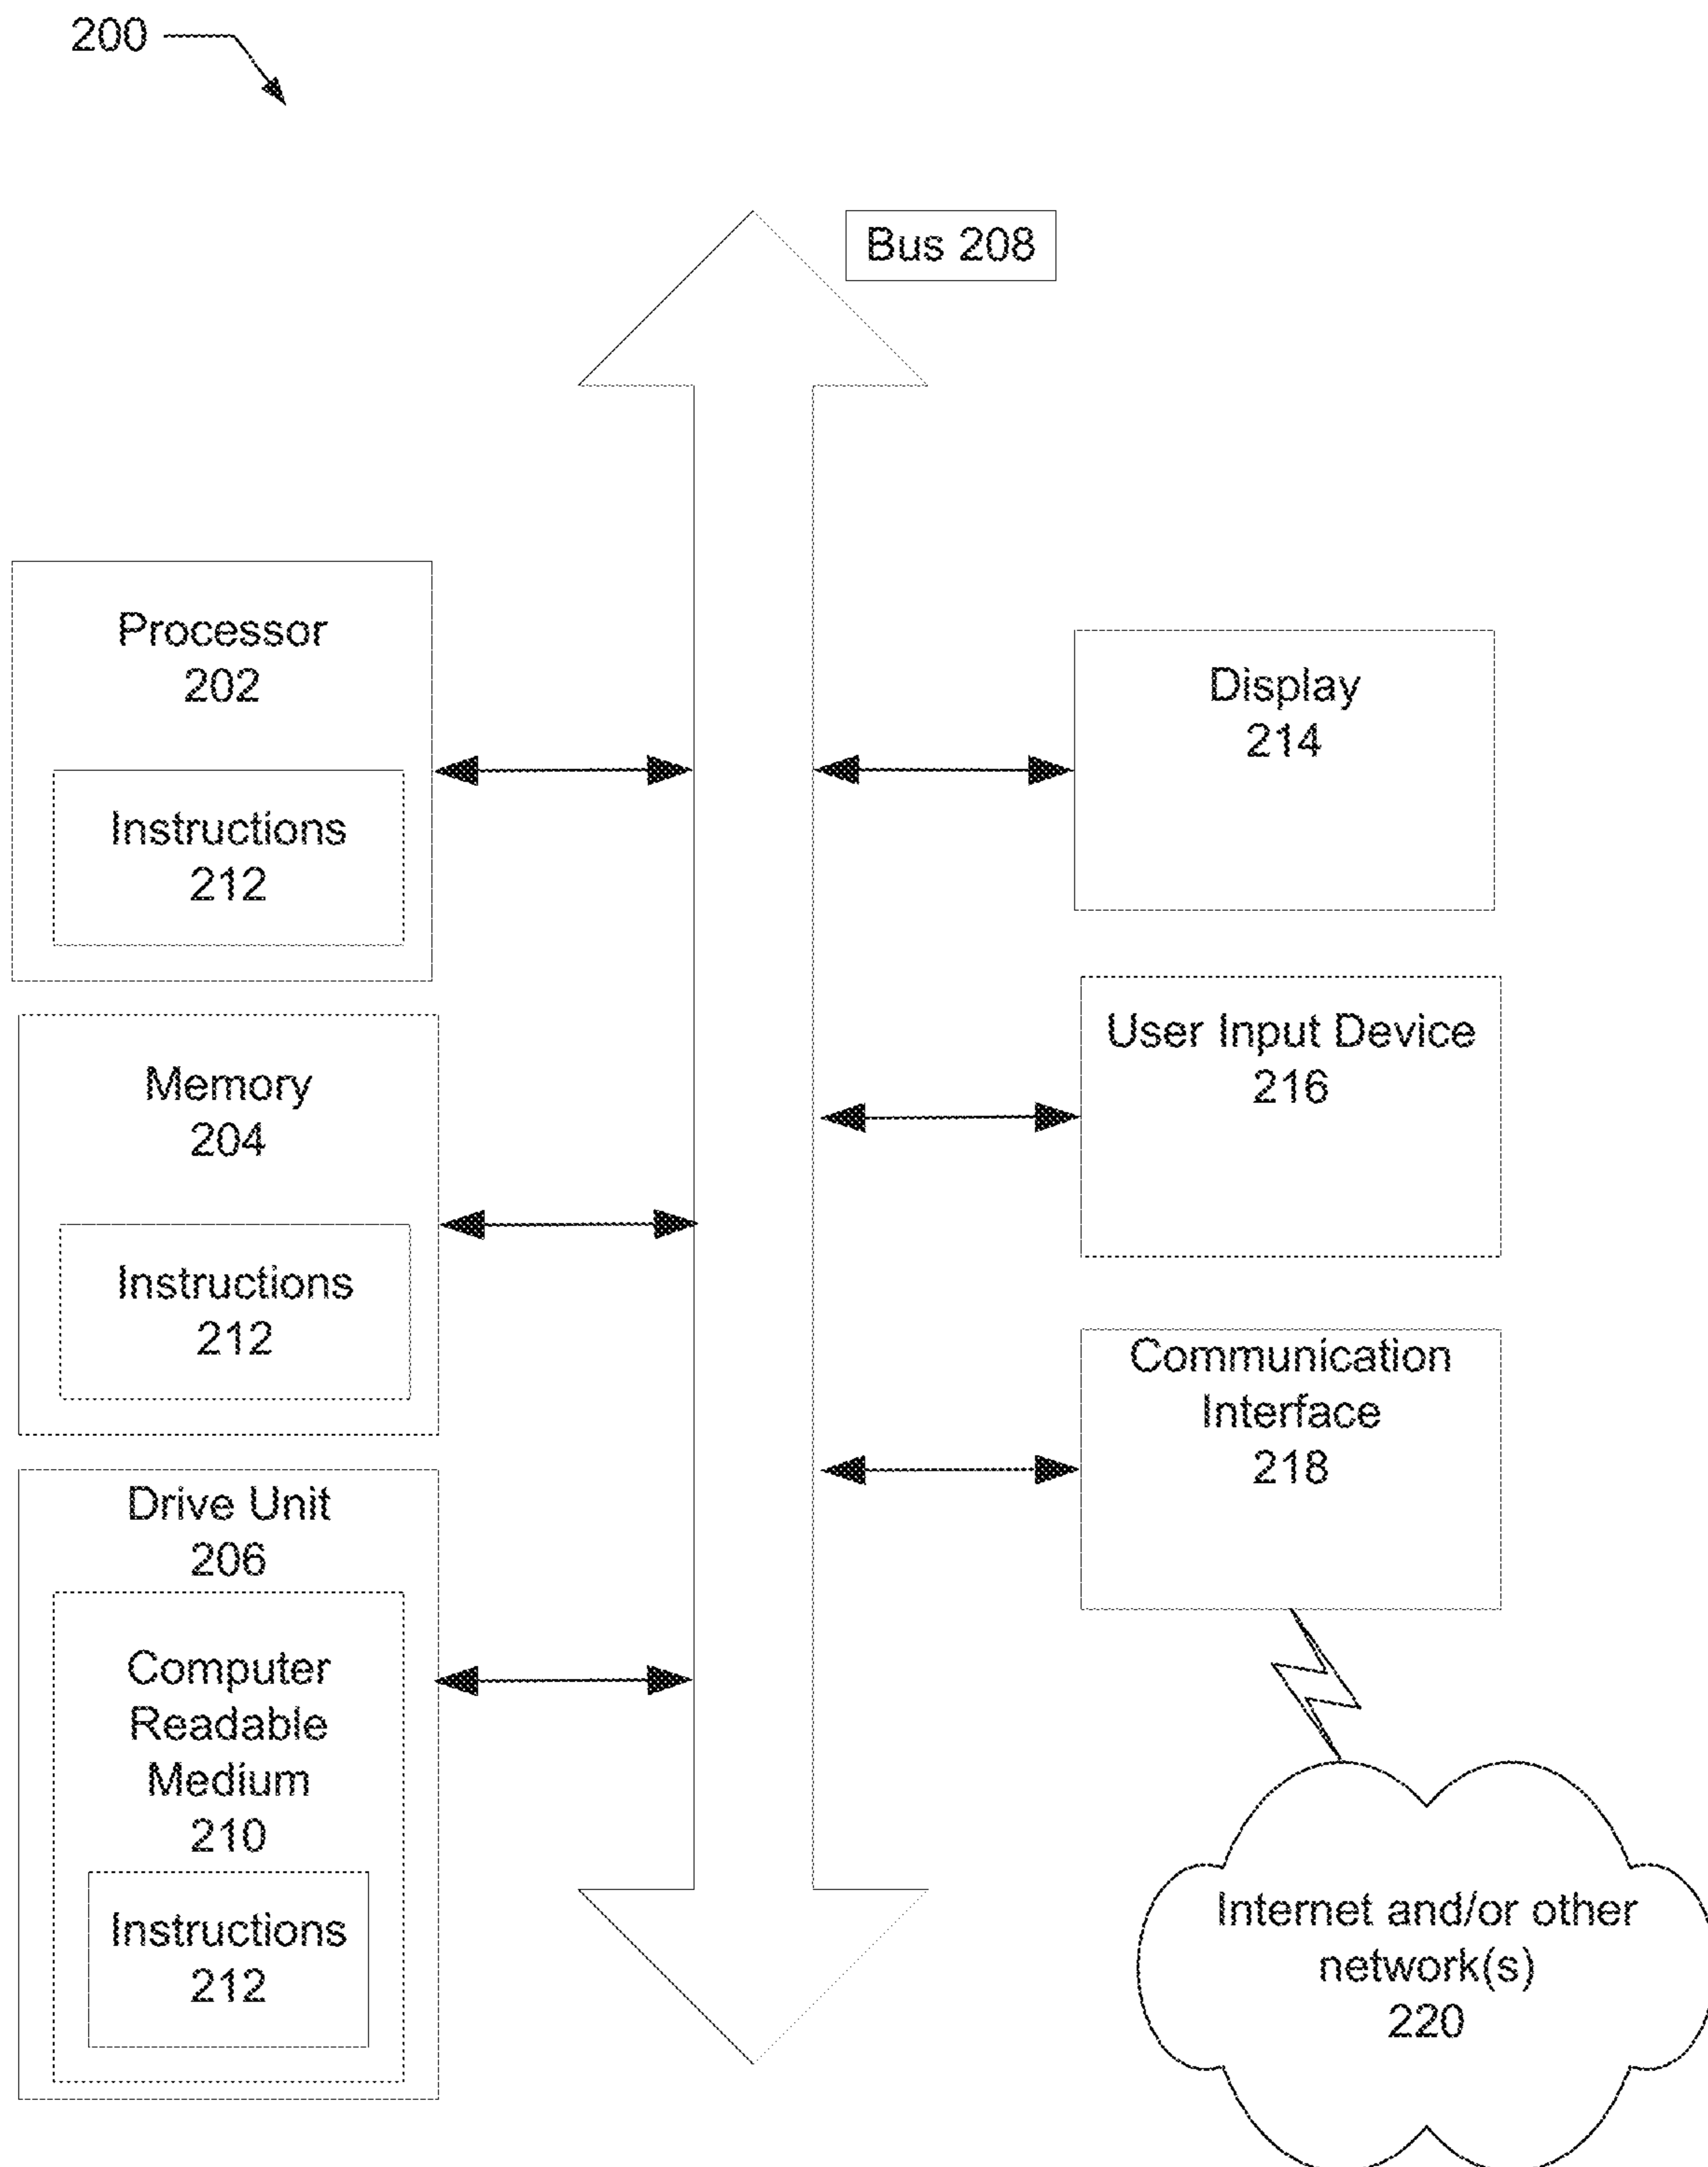 200
Bus 208
Processor
202
Instructions
212
Memory
204
Instructions
212
Drive Unit
206
Computer
Readable
Medium
210
Instructions
212
Display
214
User Input Device
216
Communication
Interface
218
Internet and/or other
network(s)
220